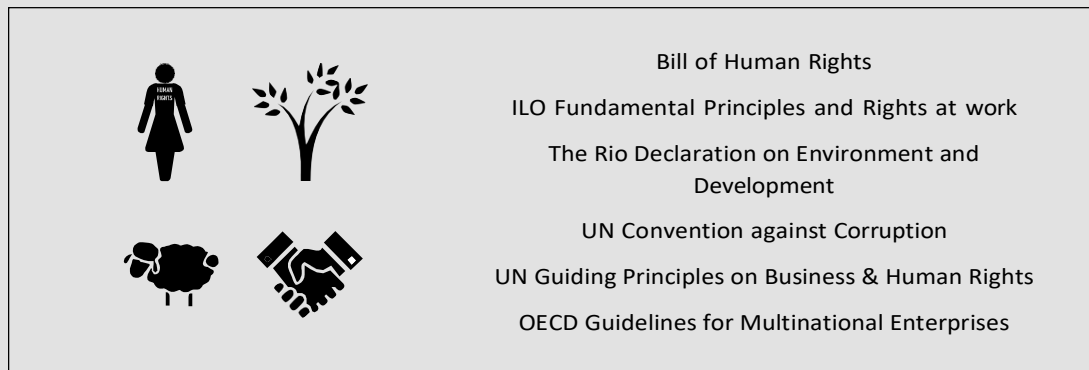 HUMAN
RIGHTS
Bill of Human Rights
ILO Fundamental Principles and Rights at work
The Rio Declaration on Environment and
Development
UN Convention against Corruption
UN Guiding Principles on Business & Human Rights
OECD Guidelines for Multinational Enterprises